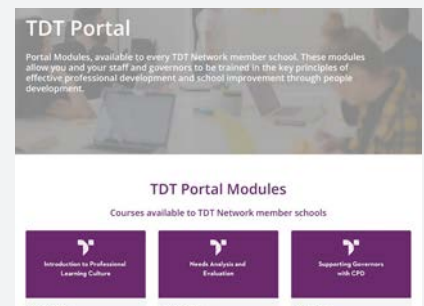 TDT Portal
Portal Modules, available to every TDT Network member school. These modules
allow you and your staff and governors to be trained in the key principles of
effective professional development and school improvement through people
development.
TDT Portal Modules
Courses available to TDT Network member schools
Introduction to Professional
Learning Culture
Needs Analysis and
Evaluation
Supporting Governors
with CPD